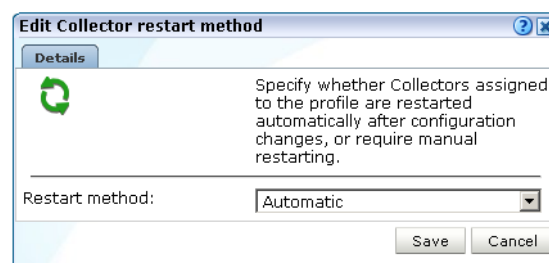 Edit Collector restart method
Details
Specify whether Collectors assigned
to the profile are restarted
automatically after configuration
changes, or require manual
restarting.
Restart method:
Automatic
Save
Cancel